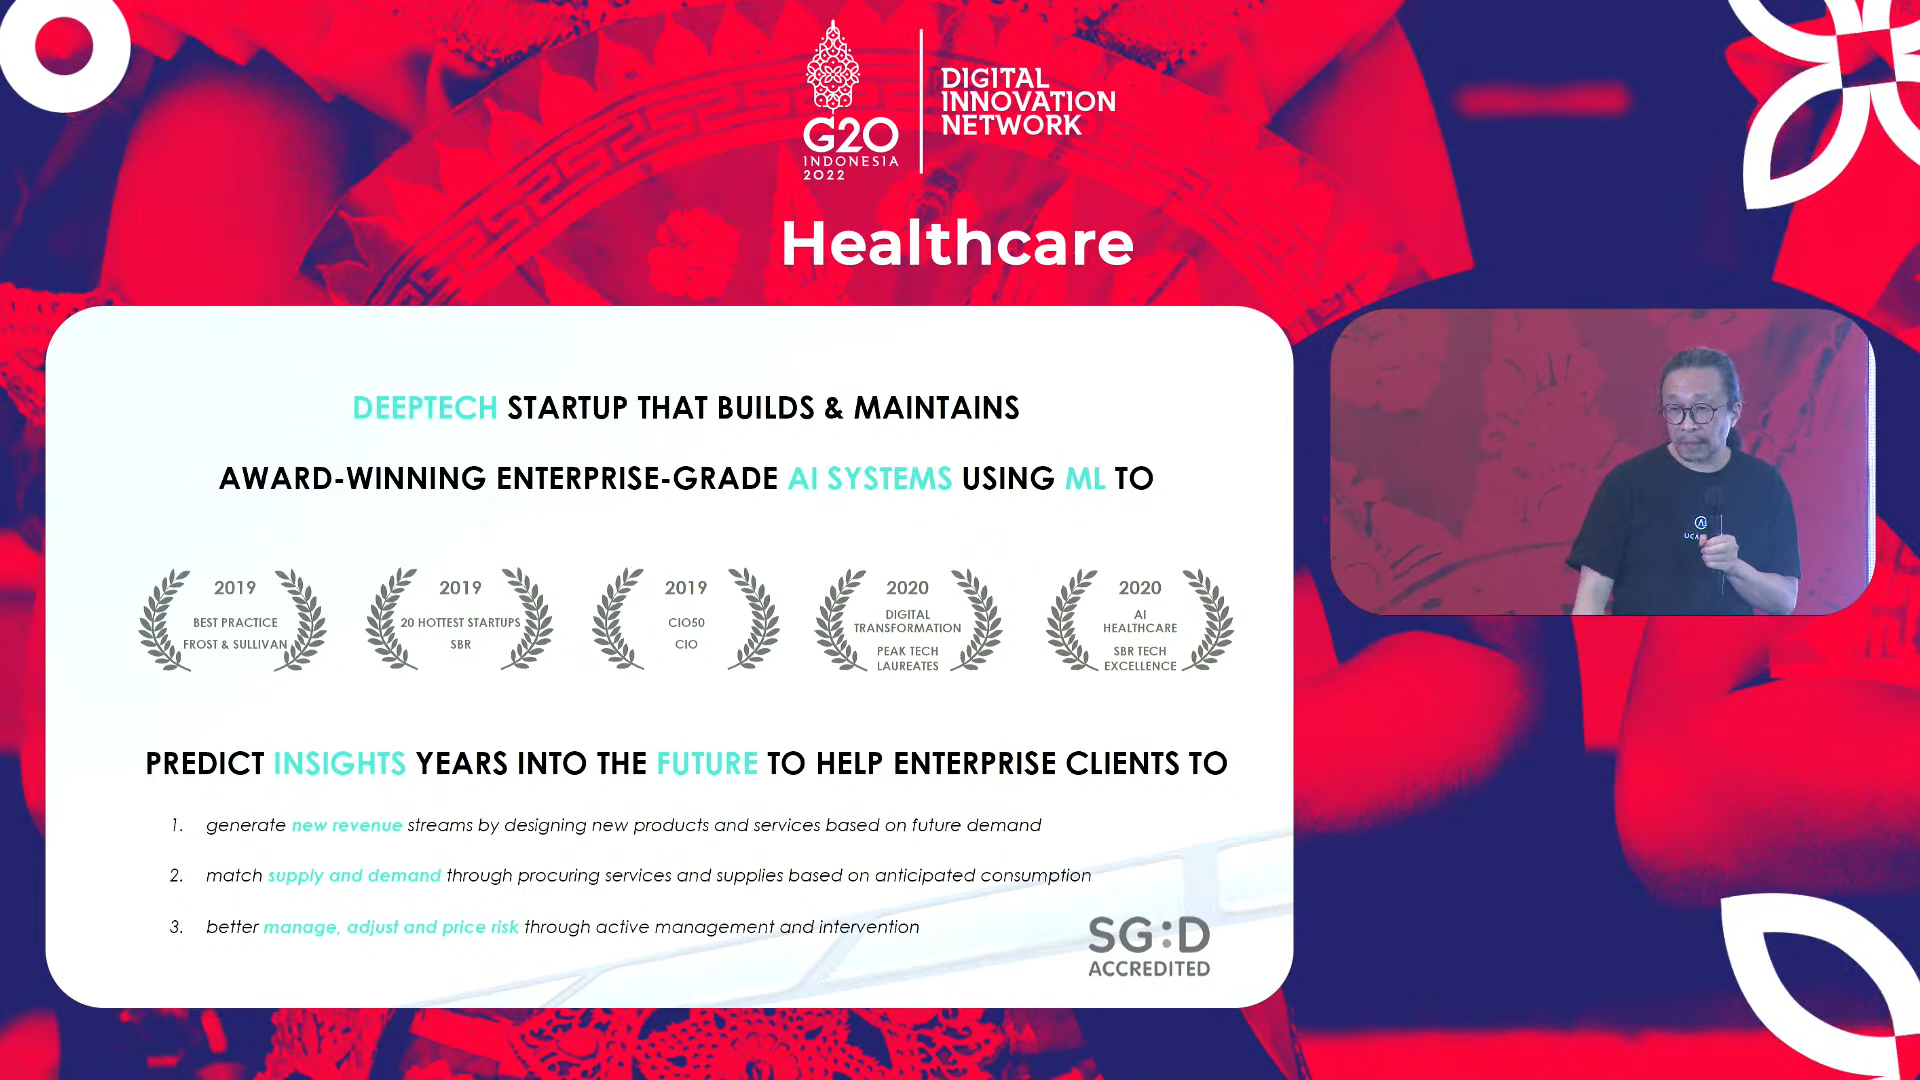 G20
INDONESIA
2022
DIGITAL
INNOVATION
NETWORK
Healthcare
DEEPTECH STARTUP THAT BUILDS & MAINTAINS
AWARD-WINNING ENTERPRISE-GRADE AI SYSTEMS USING ML TO
2019
BEST PRACTICE
FROST & SULLIVAN
2019
20 HOTTEST STARTUPS
SBR
2019
CIO50
CIO
2020
DIGITAL
TRANSFORMATION
PEAK TECH
LAUREATES
2020
AI
HEALTHCARE
SBR TECH
EXCELLENCE
PREDICT INSIGHTS YEARS INTO THE FUTURE TO HELP ENTERPRISE CLIENTS TO
1. generate new revenue streams by designing new products and services based on future demand
2. match supply and demand through procuring services and supplies based on anticipated consumption
3. better manage, adjust and price risk through active management and intervention
SG:D
ACCREDITED